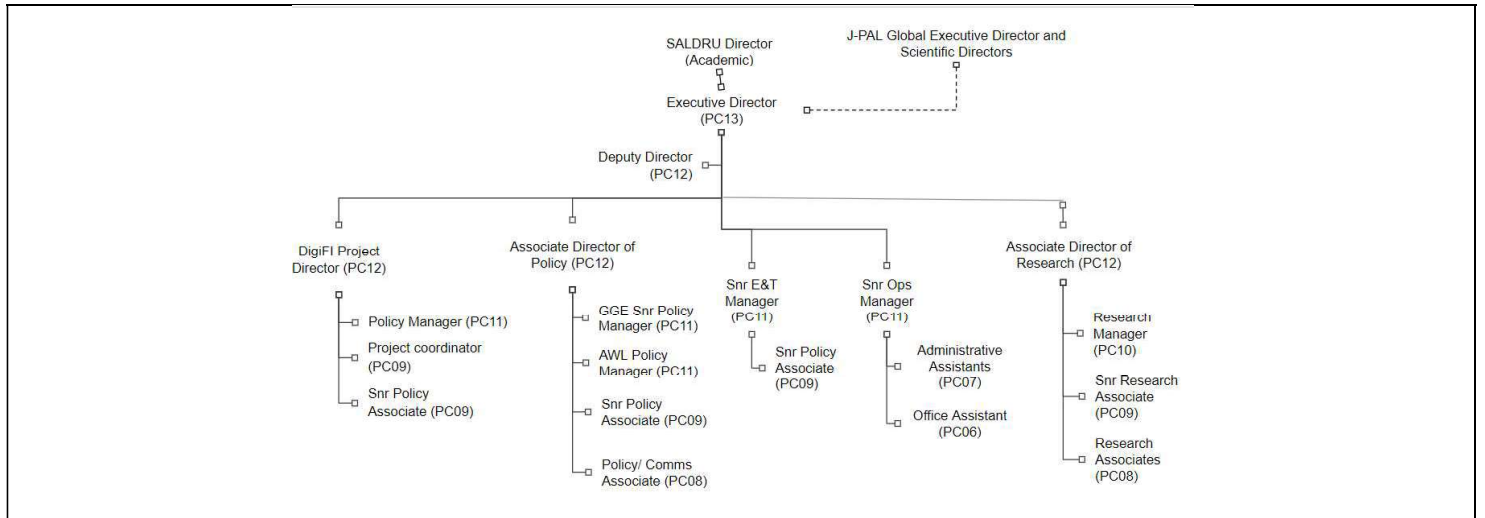 SALDRU Director
(Academic)
J-PAL Global Executive Director and
Scientific Directors
Executive Director
(PC13)
Deputy Director
(PC12)
DigiFI Project
Director (PC12)
Policy Manager (PC11)
Project coordinator
(PC09)
Snr Policy
Associate (PC09)
Associate Director of
Policy (PC12)
GGE Snr Policy
Manager (PC11)
AWL Policy
Manager (PC11)
Snr Policy
Associate (PC09)
Policy/ Comms
Associate (PC08)
Snr E&T
Manager
(PC11)
Snr Policy
Associate
(PC09)
Snr Ops
Manager
(PC11)
Administrative
Assistants
(PC07)
Office Assistant
(PC06)
Associate Director of
Research (PC12)
Research
Manager
(PC10)
Snr Research
Associate
(PC09)
Research
Associates
(PC08)